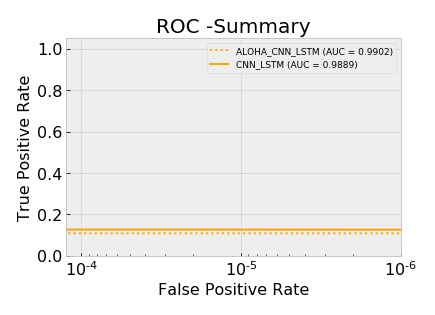 ROC -Summary
ALOHA_CNN_LSTM (AUC = 0.9902)
CNN_LSTM (AUC = 0.9889)
True Positive Rate
1.0
0.8
0.6
0.4
0.2
0.0
10^-4 10^-5 10^-6
False Positive Rate